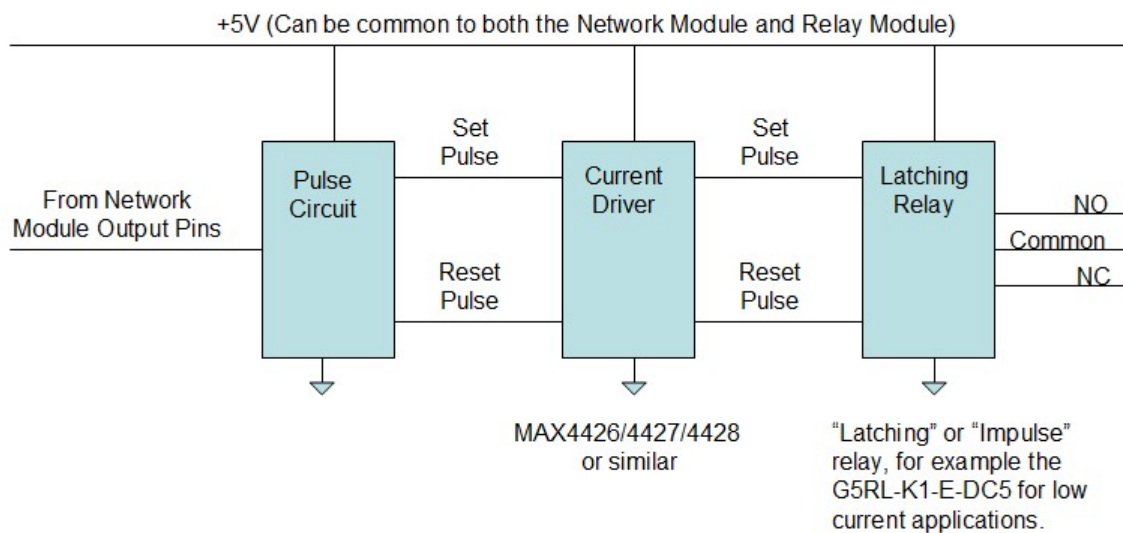 +5V (Can be common to both the Network Module and Relay Module)
From Network
Module Output Pins
Pulse
Circuit
Set
Pulse
Reset
Pulse
Current
Driver
Set
Pulse
Reset
Pulse
Latching
Relay
NO
Common
NC
MAX4426/4427/4428
or similar
“Latching” or “Impulse”
relay, for example the
G5RL-K1-E-DC5 for low
current applications.